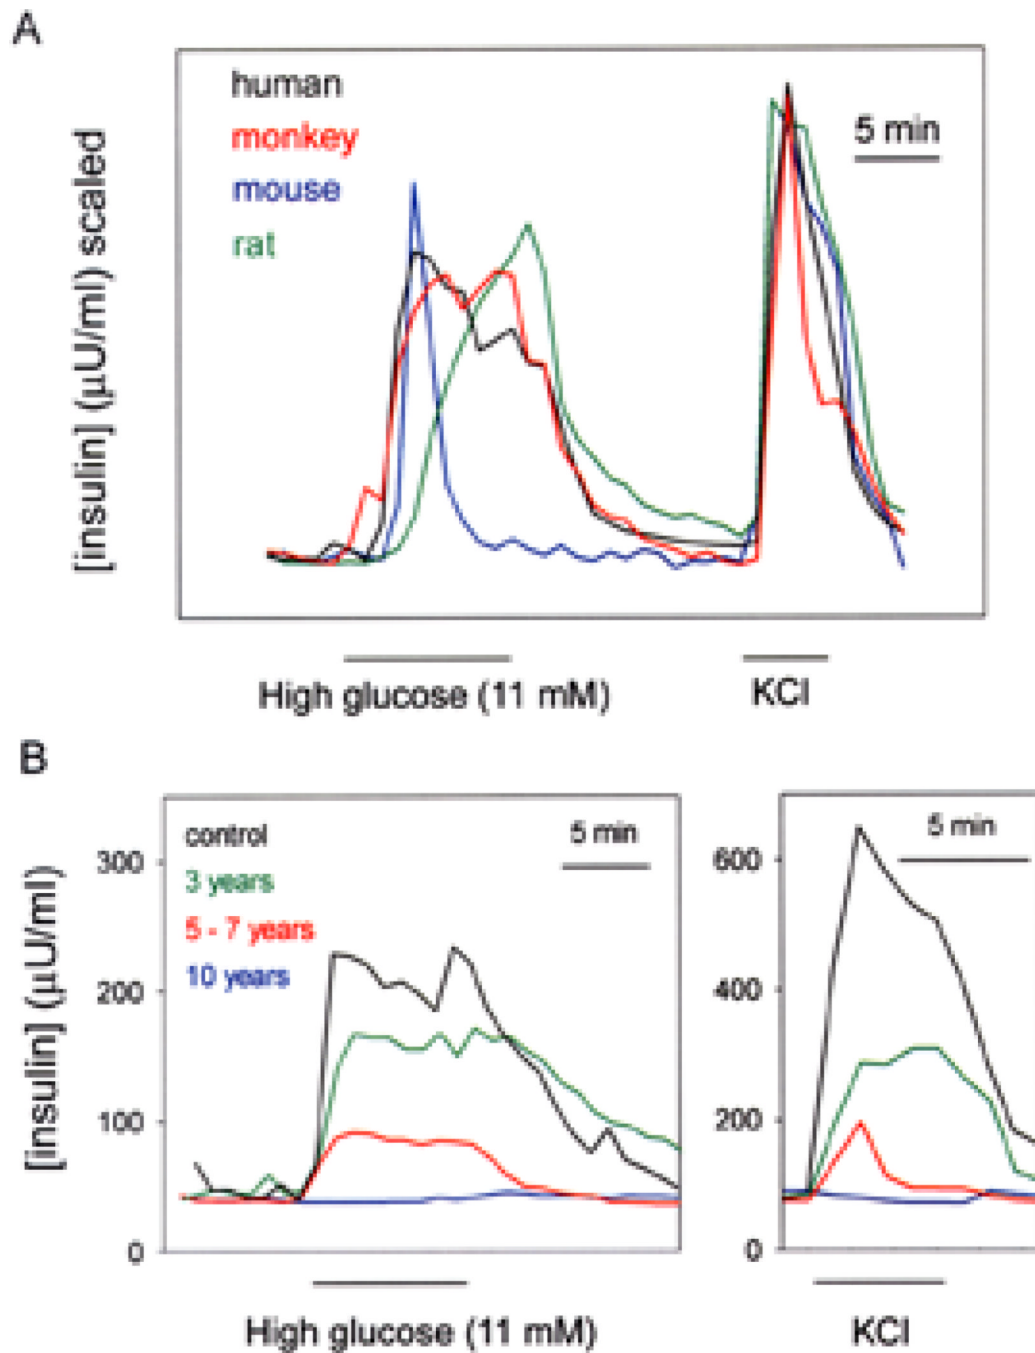 A
[insulin] (µU/ml) scaled
human
monkey
mouse
rat
5 min
High glucose (11 mM)
KCl
B
[insulin] (µU/ml)
300
200
100
0
control
3 years
5 - 7 years
10 years
5 min
High glucose (11 mM)
600
400
200
0
5 min
KCl